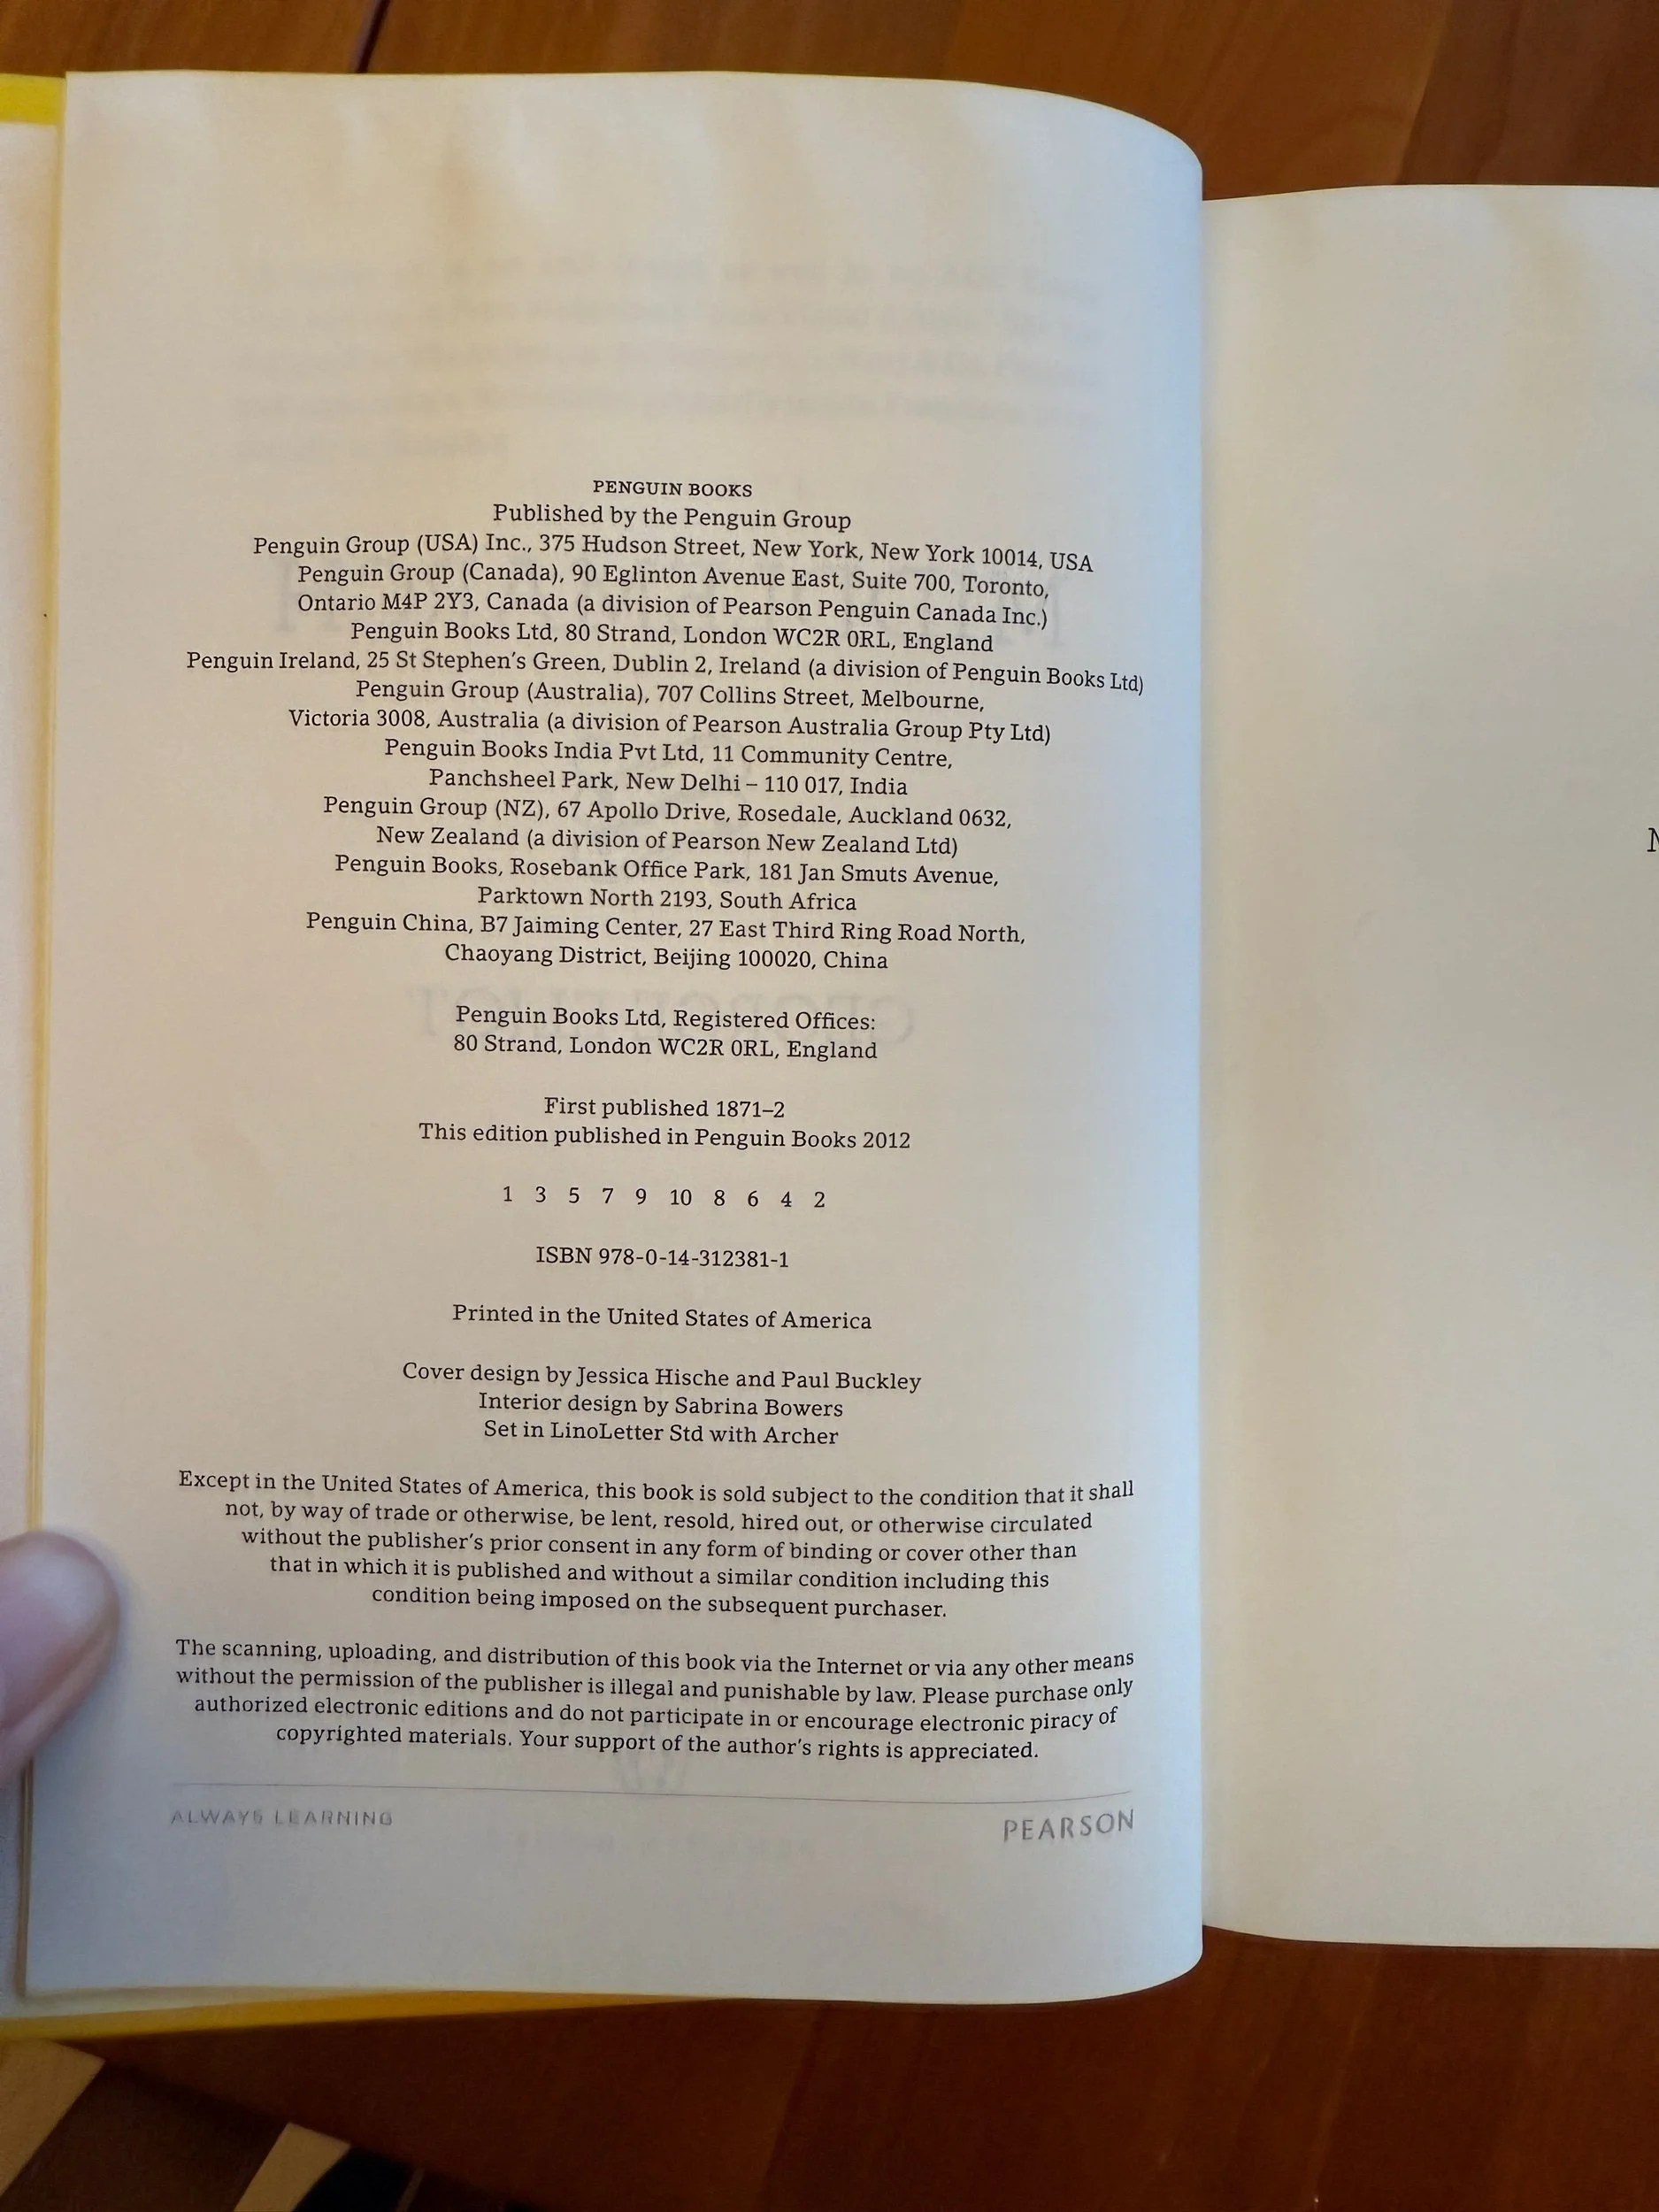 PENGUIN BOOKS
Published by the Penguin Group
Penguin Group (USA) Inc., 375 Hudson Street, New York, New York 10014, USA
Penguin Group (Canada), 90 Eglinton Avenue East, Suite 700, Toronto,
Ontario M4P 2Y3, Canada (a division of Pearson Penguin Canada Inc.)
Penguin Books Ltd, 80 Strand, London WC2R 0RL, England
Penguin Ireland, 25 St Stephen's Green, Dublin 2, Ireland (a division of Penguin Books Ltd)
Penguin Group (Australia), 707 Collins Street, Melbourne,
Victoria 3008, Australia (a division of Pearson Australia Group Pty Ltd)
Penguin Books India Pvt Ltd, 11 Community Centre,
Panchsheel Park, New Delhi – 110 017, India
Penguin Group (NZ), 67 Apollo Drive, Rosedale, Auckland 0632,
New Zealand (a division of Pearson New Zealand Ltd)
Penguin Books, Rosebank Office Park, 181 Jan Smuts Avenue,
Parktown North 2193, South Africa
Penguin China, B7 Jaiming Center, 27 East Third Ring Road North,
Chaoyang District, Beijing 100020, China
Penguin Books Ltd, Registered Offices:
80 Strand, London WC2R 0RL, England
First published 1871–2
This edition published in Penguin Books 2012
1 3 5 7 9 10 8 6 4 2
ISBN 978-0-14-312381-1
Printed in the United States of America
Cover design by Jessica Hische and Paul Buckley
Interior design by Sabrina Bowers
Set in LinoLetter Std with Archer
Except in the United States of America, this book is sold subject to the condition that it shall
not, by way of trade or otherwise, be lent, resold, hired out, or otherwise circulated
without the publisher's prior consent in any form of binding or cover other than
that in which it is published and without a similar condition including this
condition being imposed on the subsequent purchaser.
The scanning, uploading, and distribution of this book via the Internet or via any other means
without the permission of the publisher is illegal and punishable by law. Please purchase only
authorized electronic editions and do not participate in or encourage electronic piracy of
copyrighted materials. Your support of the author's rights is appreciated.
ALWAYS LEARNING
PEARSON